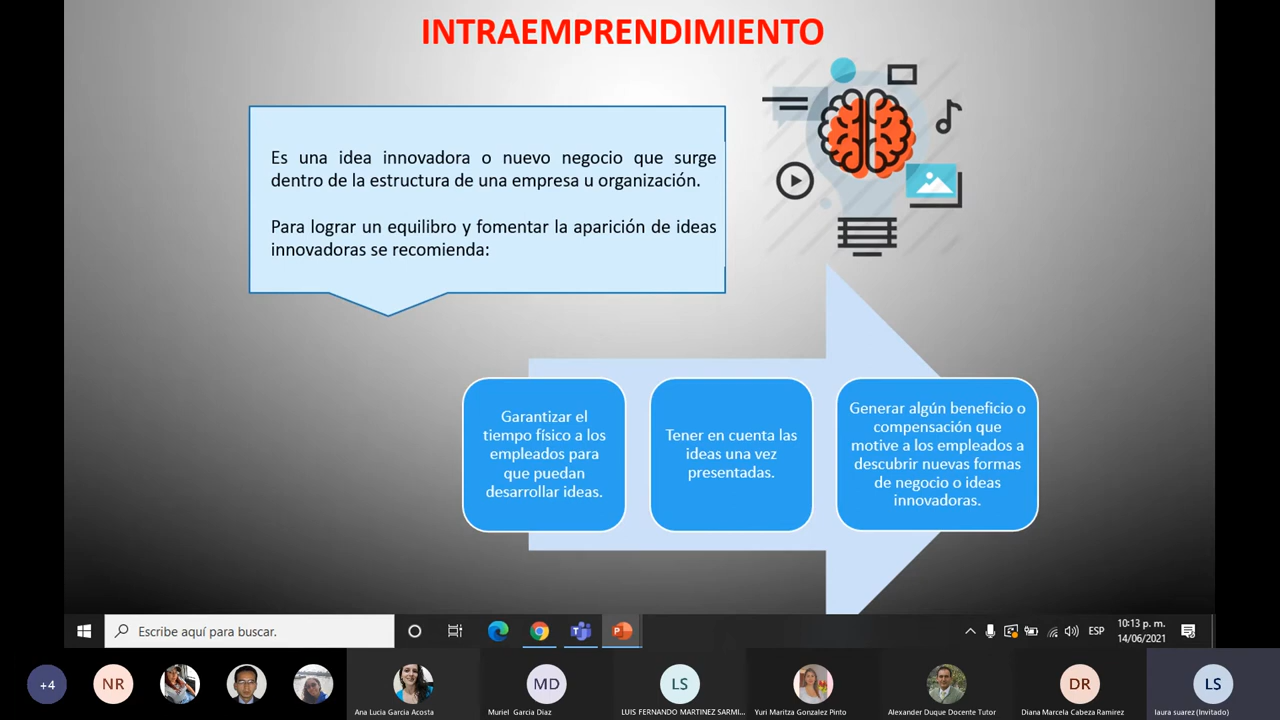 INTRAEMPRENDIMIENTO
Es una idea innovadora o nuevo negocio que surge
dentro de la estructura de una empresa u organización.
Para lograr un equilibro y fomentar la aparición de ideas
innovadoras se recomienda:
Garantizar el
tiempo físico a los
empleados para
que puedan
desarrollar ideas.
Tener en cuenta las
ideas una vez
presentadas.
Generar algún beneficio o
compensación que
motive a los empleados a
descubrir nuevas formas
de negocio o ideas
innovadoras.
Escribe aquí para buscar.
ESP
10:13 p. m.
14/06/2021
+4
NR
Ana Lucia Garcia Acosta
MD
Muriel Garcia Diaz
LS
LUIS FERNANDO MARTINEZ SARMI...
Yuri Maritza Gonzalez Pinto
Alexander Duque Docente Tutor
DR
Diana Marcela Cabeza Ramirez
LS
laura suarez (Invitado)